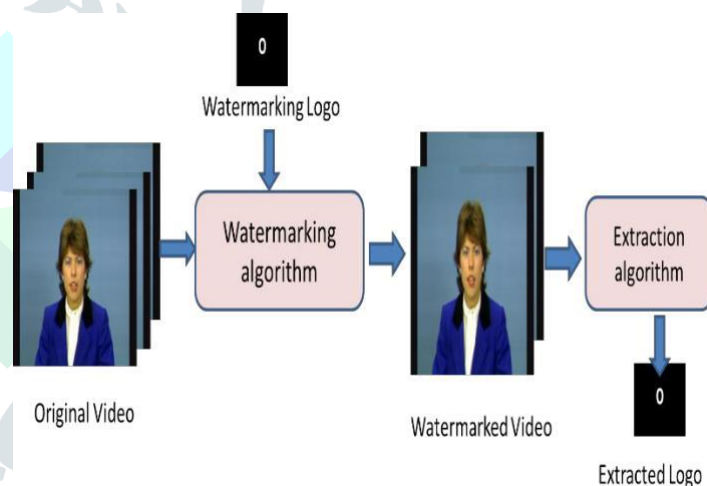 0
Watermarking Logo
Watermarking
algorithm
Extraction
algorithm
Original Video
Watermarked Video
0
Extracted Logo